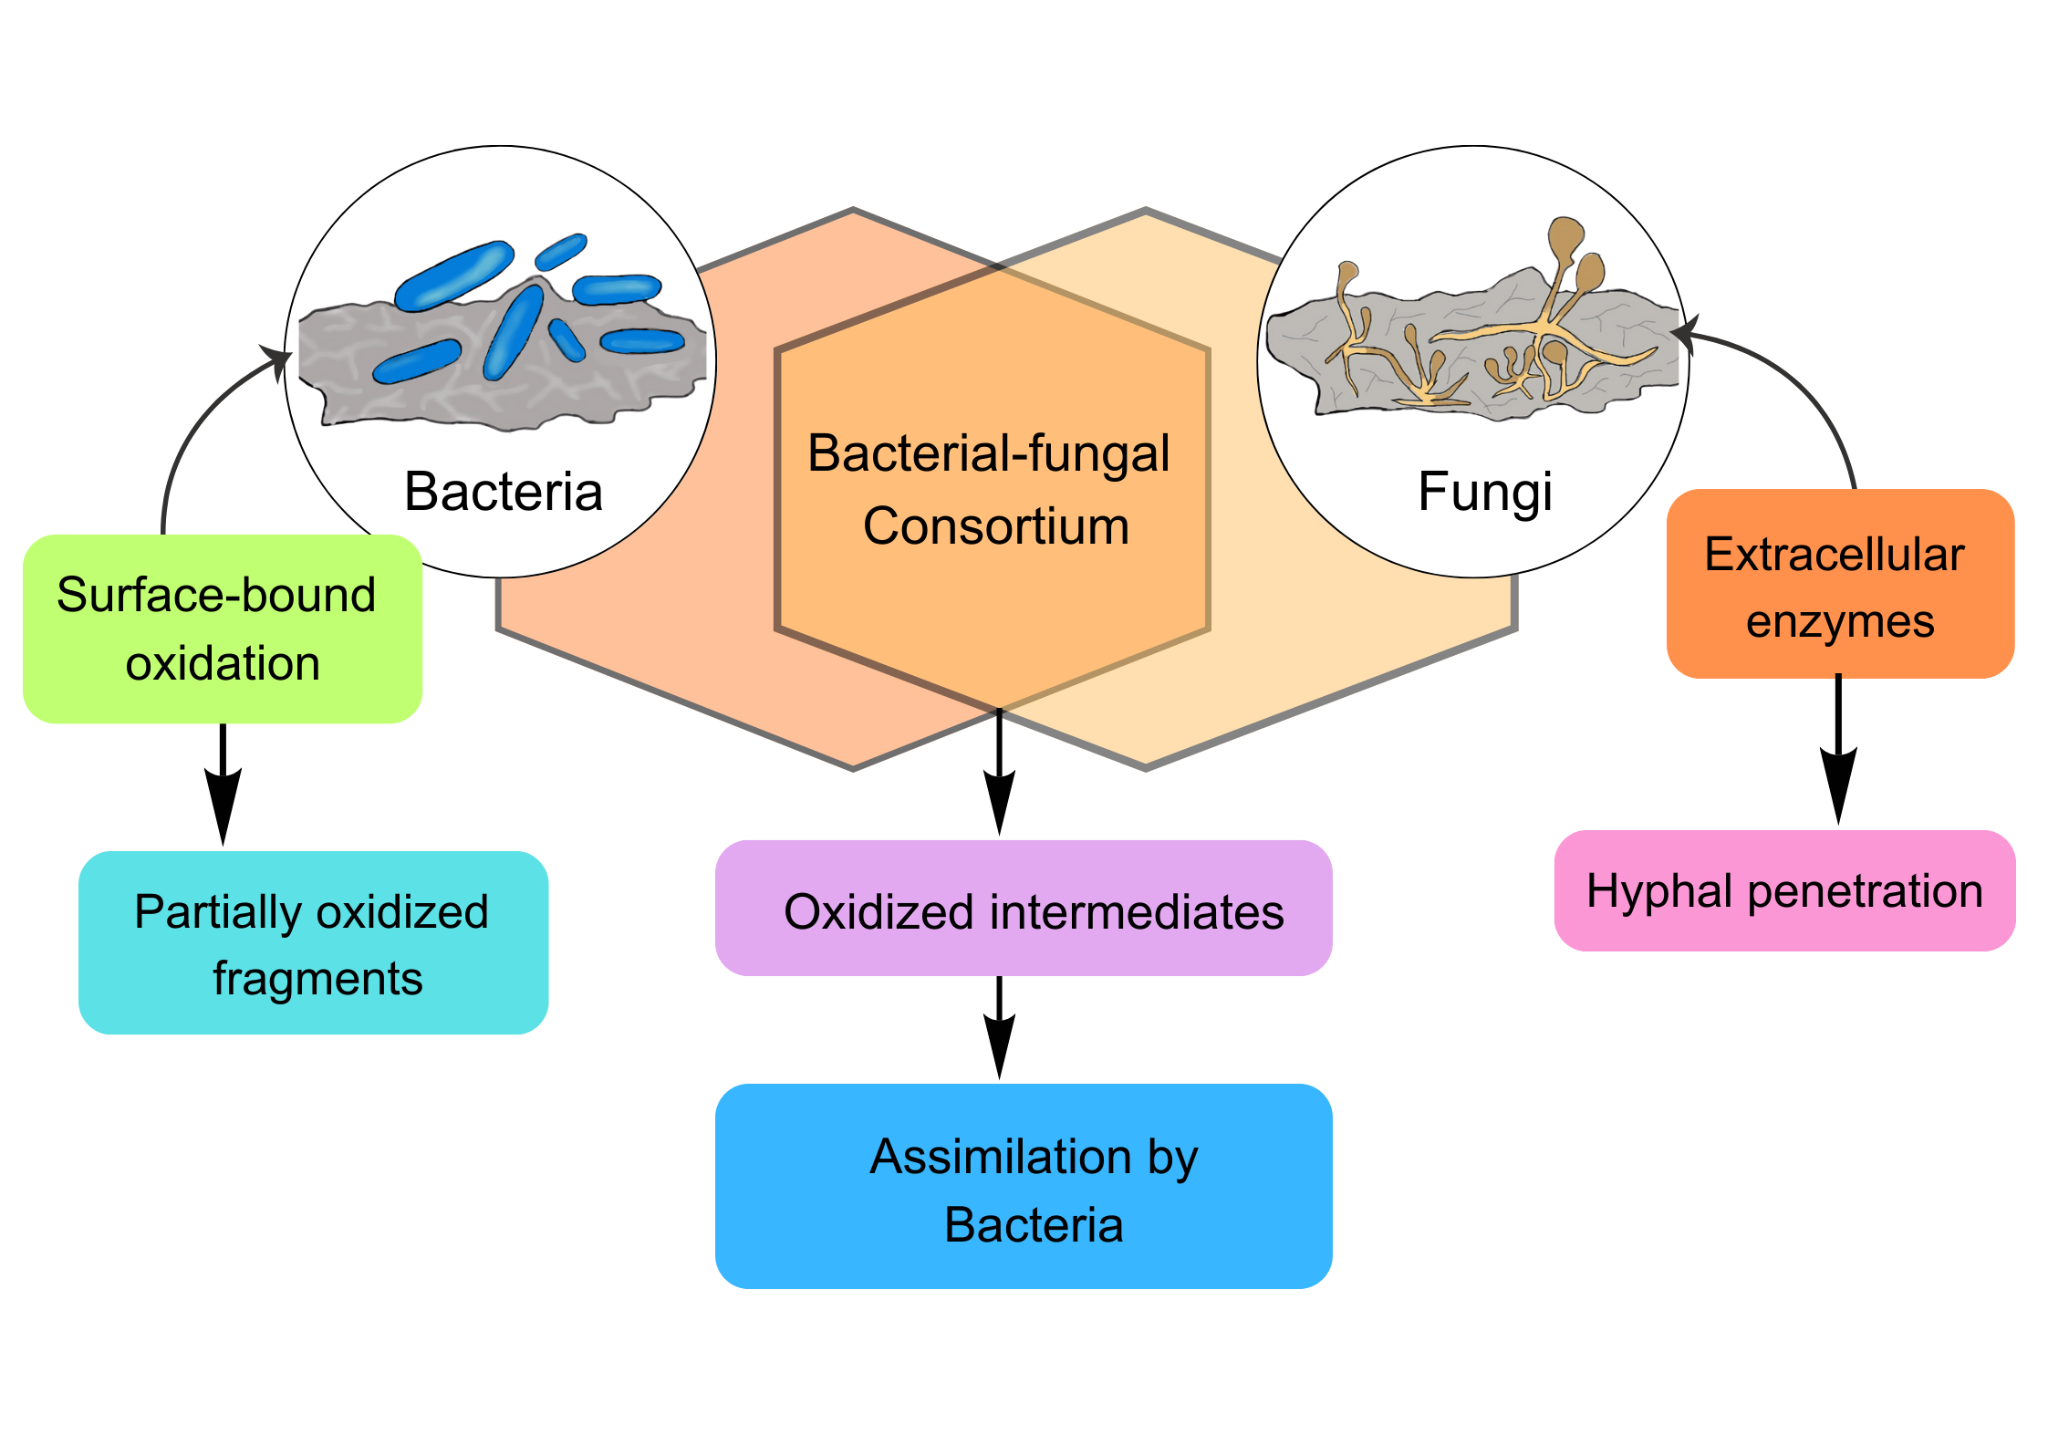 Bacteria
Fungi
Bacterial-fungal
Consortium
Surface-bound
oxidation
Extracellular
enzymes
Partially oxidized
fragments
Oxidized intermediates
Hyphal penetration
Assimilation by
Bacteria